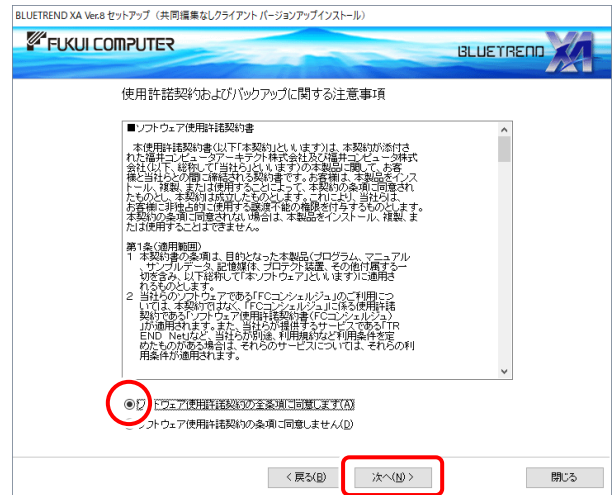 BLUETREND XA Ver.8 セットアップ（共同編集なしクライアント バージョンアップインストール）
FUKUI COMPUTER
BLUETREND XA
使用許諾契約およびバックアップに関する注意事項
■ソフトウェア使用許諾契約書
本使用許諾契約書(以下「本契約」といいます)は、本契約が添付さ
れた福井コンピュータアーキテクト株式会社及び福井コンピュータ株式
会社(以下、総称して「当社ら」といいます)の本製品に関して、お客
様と当社らとの間に締結される契約書です。お客様は、本製品をインス
トール、複製、または使用することによって、本契約の条項に同意され
たものとし、本契約は成立したものとします。これにより、当社らは、
お客様に非独占的に使用する譲渡不能の権限を付与するものとします。
本契約の条項に同意されない場合は、本製品をインストール、複製、ま
たは使用することはできません。
第1条(適用範囲)
1 本契約書の条項は、目的となった本製品(プログラム、マニュアル
、サンプルデータ、記憶媒体、プロテクト装置、その他付属する一
切を含み、以下総称して「本ソフトウェア」といいます)に適用さ
れるものとします。
2 当社らのソフトウェアである「FCコンシェルジュ」のご利用につ
いては、本契約ではなく、「FCコンシェルジュ」に係る使用許諾
契約である「ソフトウェア使用許諾契約書(FCコンシェルジュ)
」が適用されます。また、当社らが提供するサービスである「TR
END Net」など、当社らが別途、利用規約など利用条件を定
めたものがある場合は、それらのサービスについては、それらの利
用条件が適用されます。
ソフトウェア使用許諾契約の全条項に同意します(A)
ソフトウェア使用許諾契約の条項に同意しません(D)
< 戻る(B)
次へ(N) >
閉じる